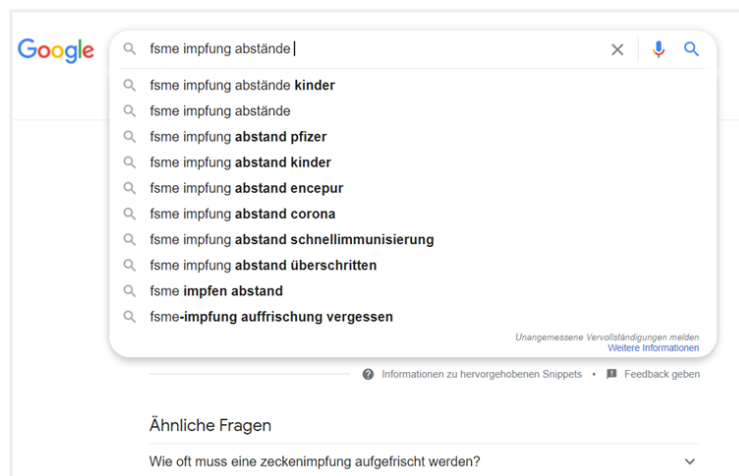 Google
fsme impfung abstände
fsme impfung abstände kinder
fsme impfung abstände
fsme impfung abstand pfizer
fsme impfung abstand kinder
fsme impfung abstand encepur
fsme impfung abstand corona
fsme impfung abstand schnellimmunisierung
fsme impfung abstand überschritten
fsme impfen abstand
fsme-impfung auffrischung vergessen
Unangemessene Vervollständigungen melden
Weitere Informationen
Informationen zu hervorgehobenen Snippets • Feedback geben
Ähnliche Fragen
Wie oft muss eine zeckenimpfung aufgefrischt werden?